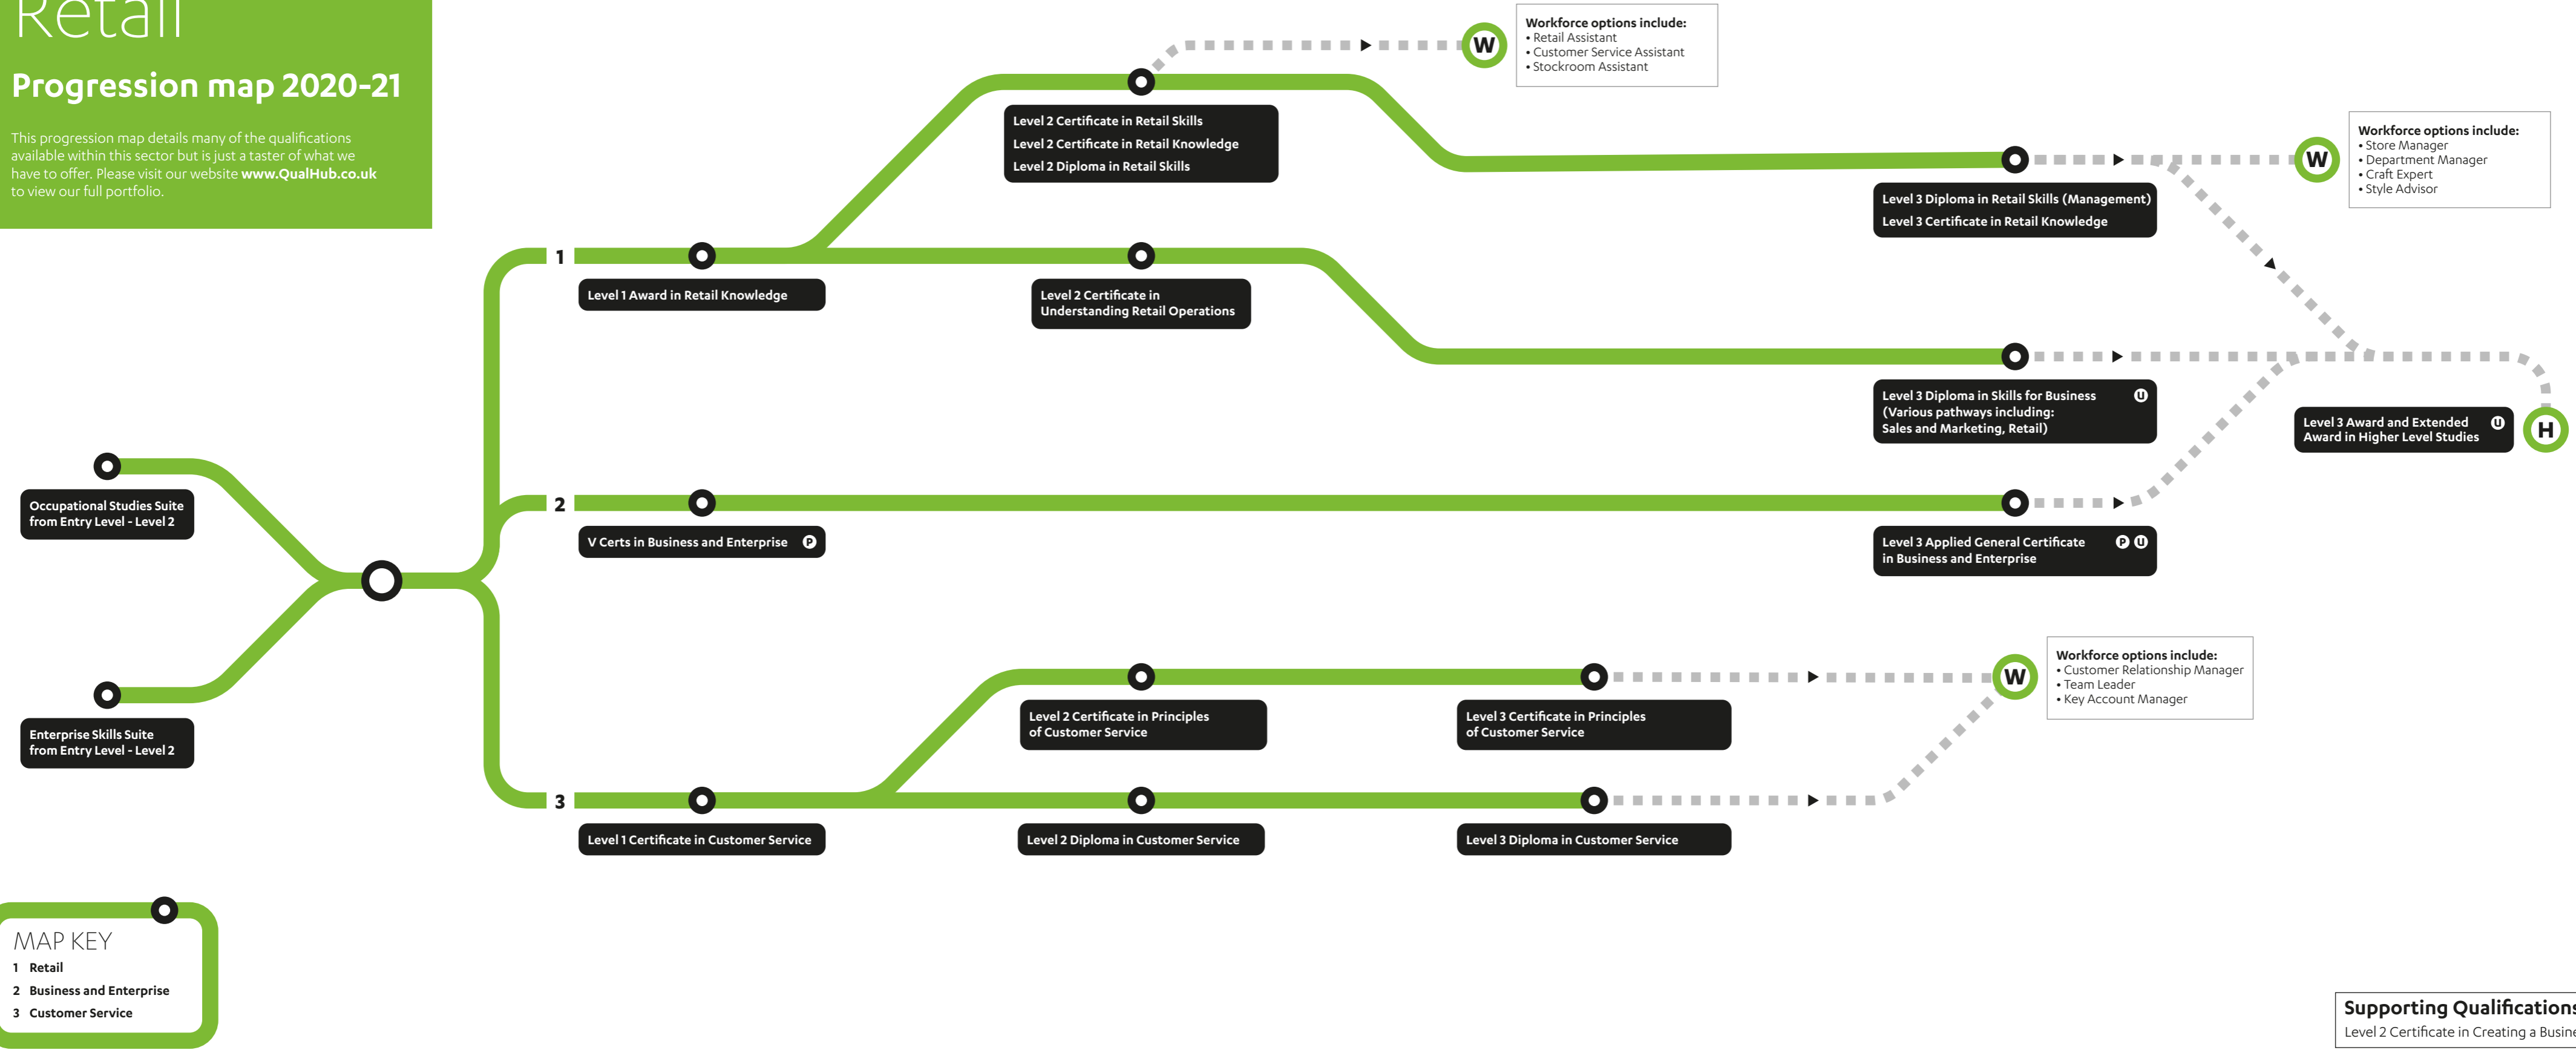 Retail
Progression map 2020-21
This progression map details many of the qualifications
available within this sector but is just a taster of what we
have to offer. Please visit our website www.QualHub.co.uk
to view our full portfolio.
W
Workforce options include:
• Retail Assistant
• Customer Service Assistant
• Stockroom Assistant
Level 2 Certificate in Retail Skills
Level 2 Certificate in Retail Knowledge
Level 2 Diploma in Retail Skills
W
Workforce options include:
• Store Manager
• Department Manager
• Craft Expert
• Style Advisor
Level 3 Diploma in Retail Skills (Management)
Level 3 Certificate in Retail Knowledge
1
Level 1 Award in Retail Knowledge
Level 2 Certificate in
Understanding Retail Operations
Level 3 Diploma in Skills for Business U
(Various pathways including:
Sales and Marketing, Retail)
Level 3 Award and Extended U
Award in Higher Level Studies
H
Occupational Studies Suite
from Entry Level - Level 2
2
V Certs in Business and Enterprise P
Level 3 Applied General Certificate P U
in Business and Enterprise
Enterprise Skills Suite
from Entry Level - Level 2
Level 2 Certificate in Principles
of Customer Service
Level 3 Certificate in Principles
of Customer Service
W
Workforce options include:
• Customer Relationship Manager
• Team Leader
• Key Account Manager
3
Level 1 Certificate in Customer Service
Level 2 Diploma in Customer Service
Level 3 Diploma in Customer Service
MAP KEY
1 Retail
2 Business and Enterprise
3 Customer Service
Supporting Qualifications
Level 2 Certificate in Creating a